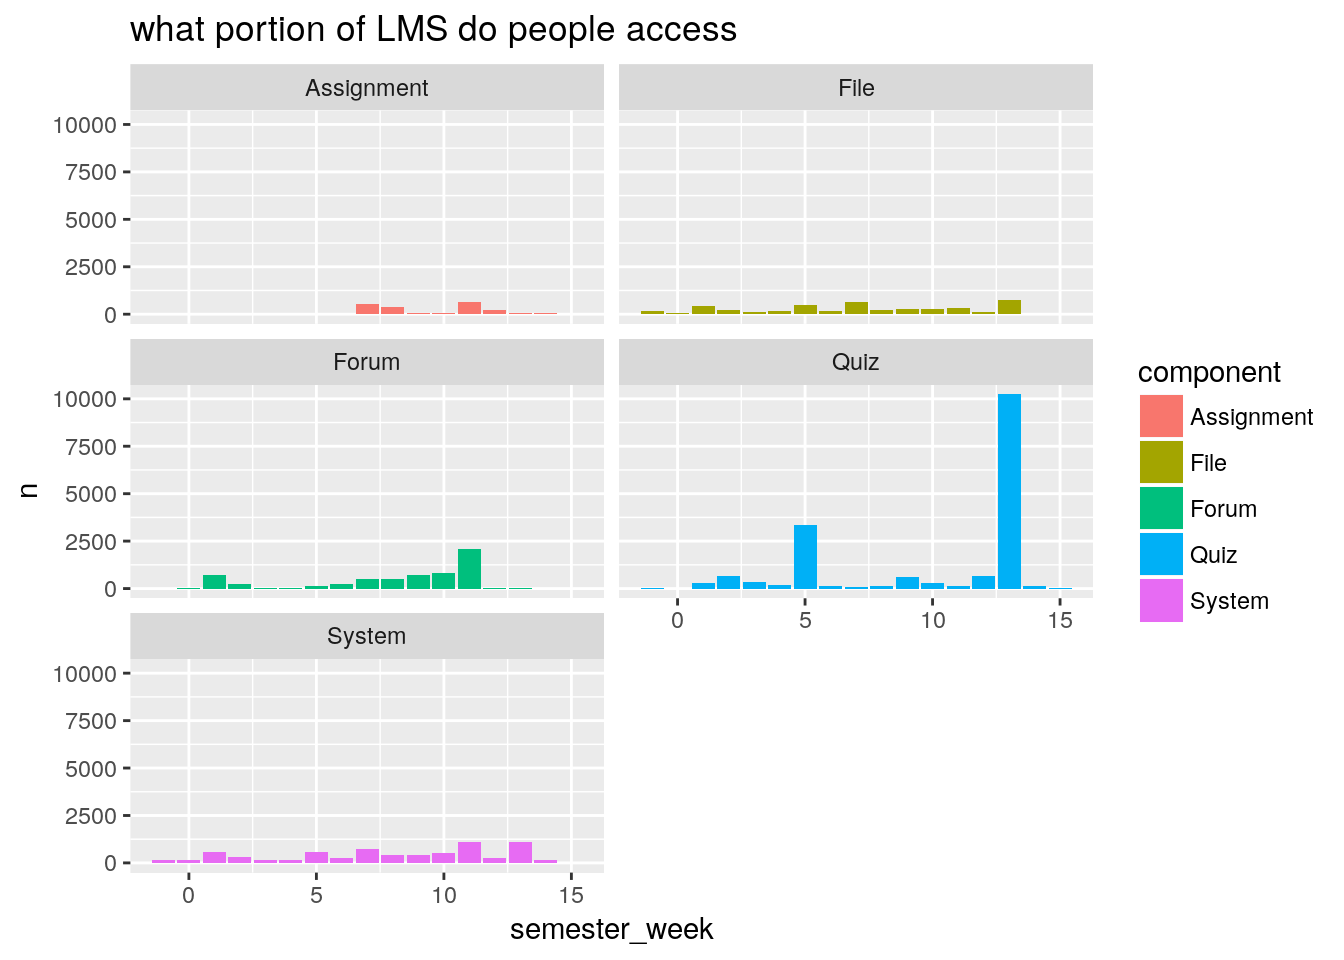 what portion of LMS do people access
Assignment
File
10000
7500
5000
2500
0
Forum
Quiz
10000
7500
5000
2500
0
0 5 10 15
System
10000
7500
5000
2500
0
0 5 10 15
semester_week
n
component
Assignment
File
Forum
Quiz
System